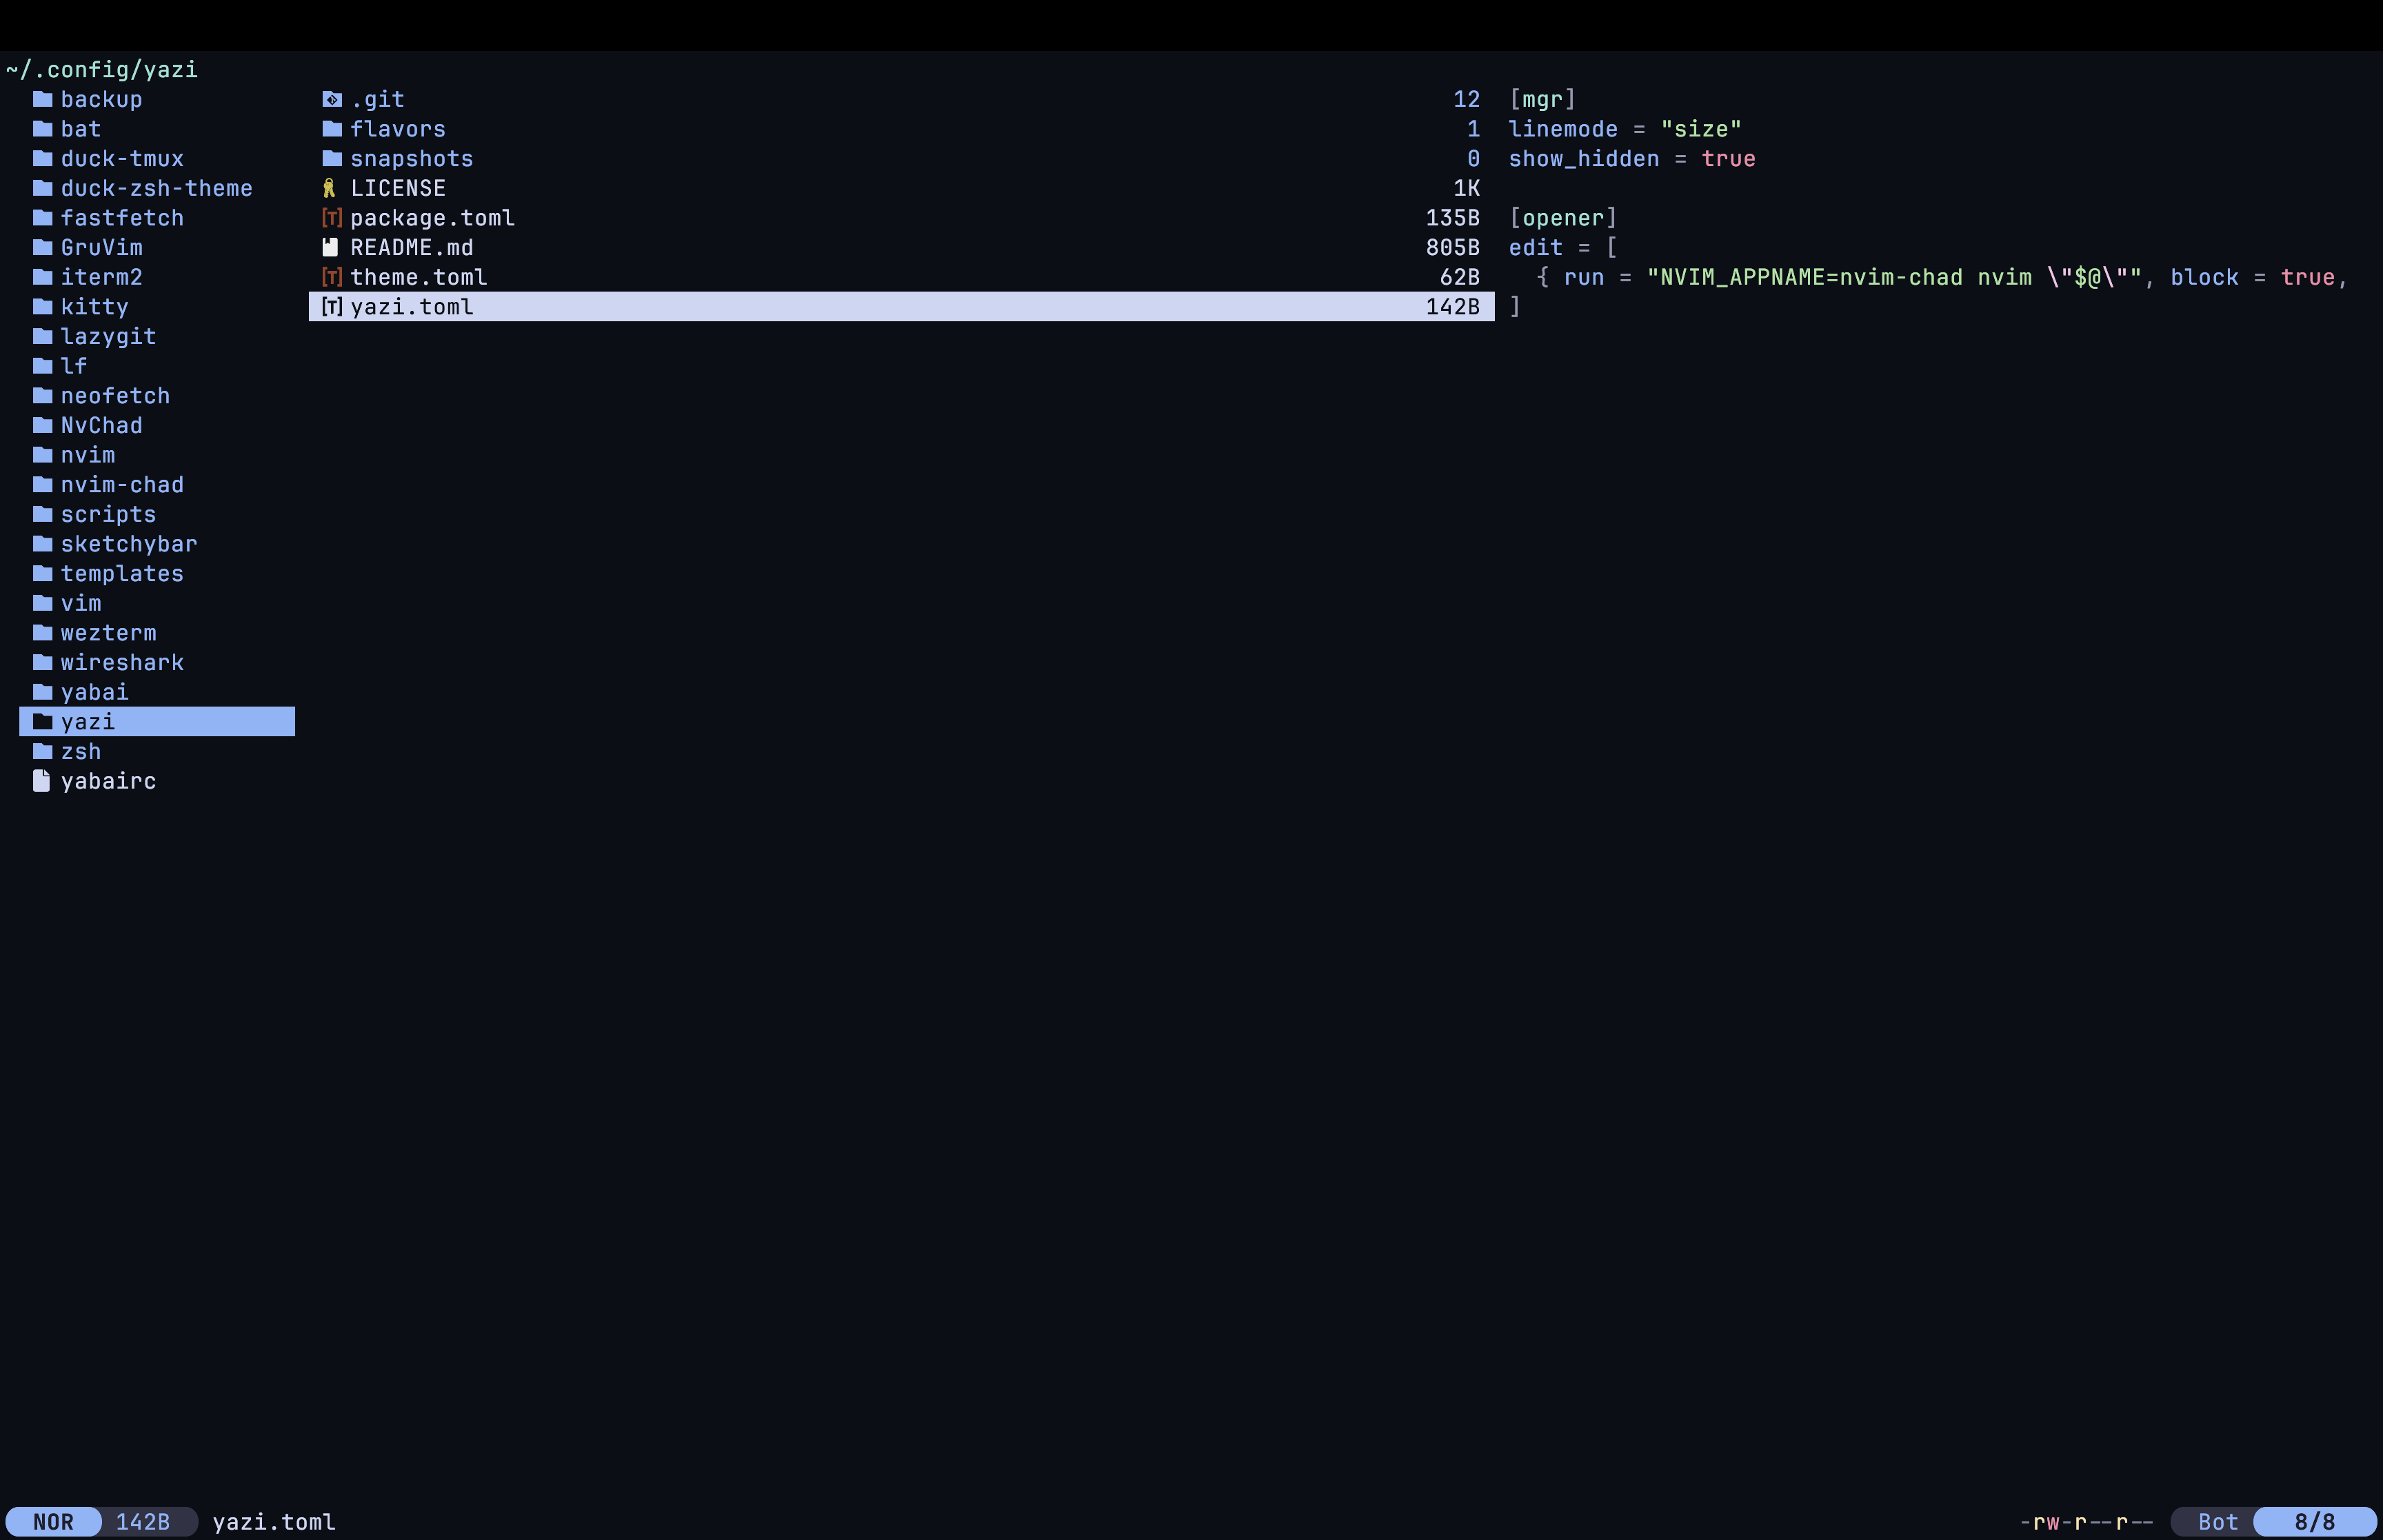 ~/.config/yazi
backup
bat
duck-tmux
duck-zsh-theme
fastfetch
GruVim
iterm2
kitty
lazygit
lf
neofetch
NvChad
nvim
nvim-chad
scripts
sketchybar
templates
vim
wezterm
wireshark
yabai
yazi
zsh
yabairc
.git 12
flavors 1
snapshots 0
LICENSE 1K
[T] package.toml 135B
README.md 805B
[T] theme.toml 62B
[T] yazi.toml 142B
[mgr]
linemode = "size"
show_hidden = true
[opener]
edit = [
{ run = "NVIM_APPNAME=nvim-chad nvim \"$@\"", block = true,
]
NOR 142B yazi.toml
-rw-r--r-- Bot 8/8